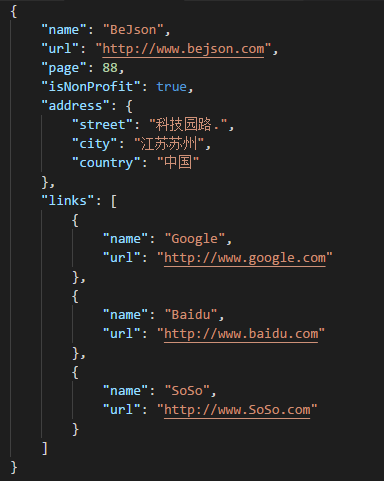 {
    "name": "BeJson",
    "url": "http://www.bejson.com",
    "page": 88,
    "isNonProfit": true,
    "address": {
        "street": "科技园路.",
        "city": "江苏苏州",
        "country": "中国"
    },
    "links": [
        {
            "name": "Google",
            "url": "http://www.google.com"
        },
        {
            "name": "Baidu",
            "url": "http://www.baidu.com"
        },
        {
            "name": "SoSo",
            "url": "http://www.SoSo.com"
        }
    ]
}